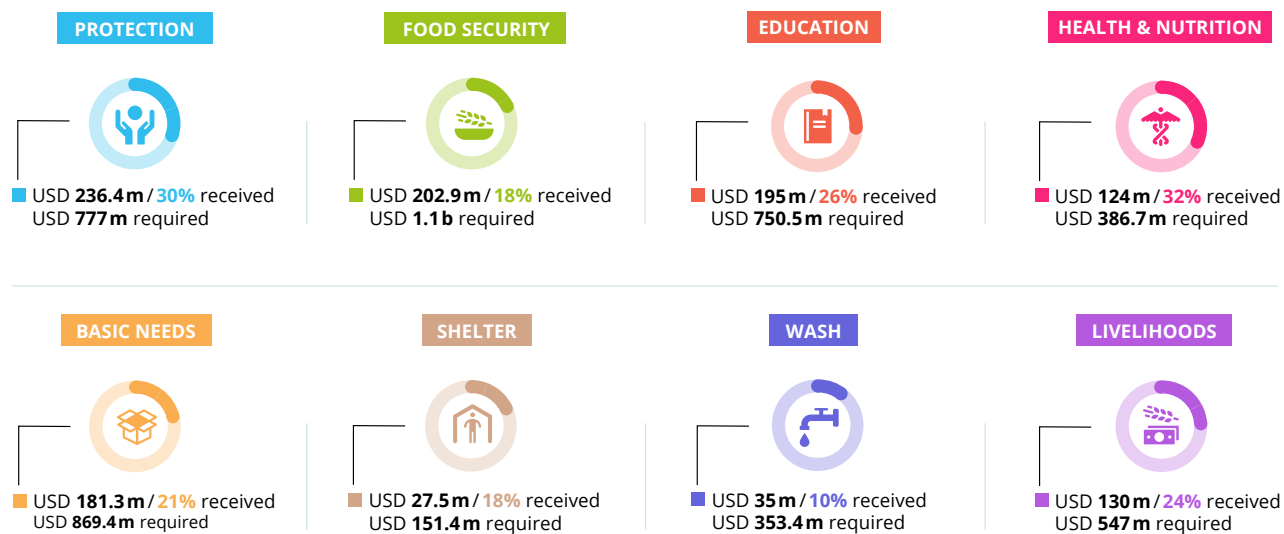 PROTECTION
USD 236.4 m / 30% received
USD 777 m required
FOOD SECURITY
USD 202.9 m / 18% received
USD 1.1 b required
EDUCATION
USD 195 m / 26% received
USD 750.5 m required
HEALTH & NUTRITION
USD 124 m / 32% received
USD 386.7 m required
BASIC NEEDS
USD 181.3 m / 21% received
USD 869.4 m required
SHELTER
USD 27.5 m / 18% received
USD 151.4 m required
WASH
USD 35 m / 10% received
USD 353.4 m required
LIVELIHOODS
USD 130 m / 24% received
USD 547 m required